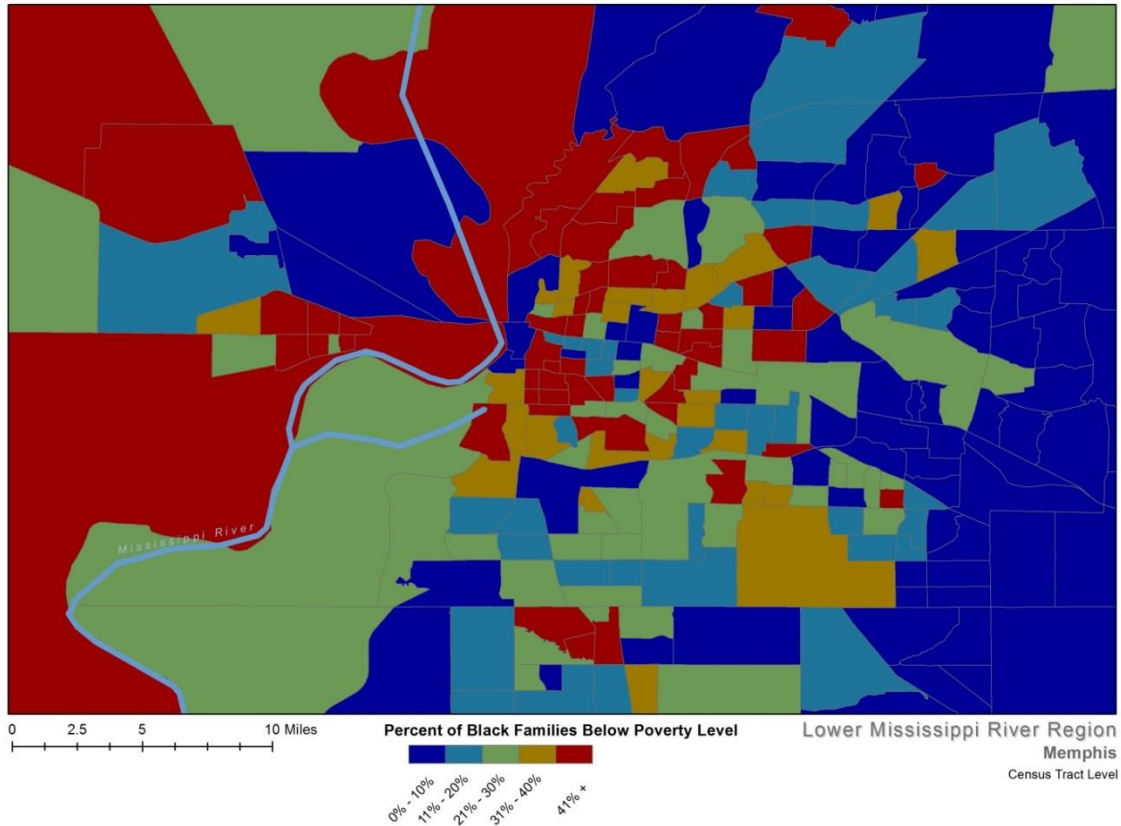 Mississippi River
0 2.5 5 10 Miles
Percent of Black Families Below Poverty Level
0% - 10%
11% - 20%
21% - 30%
31% - 40%
41% +
Lower Mississippi River Region
Memphis
Census Tract Level